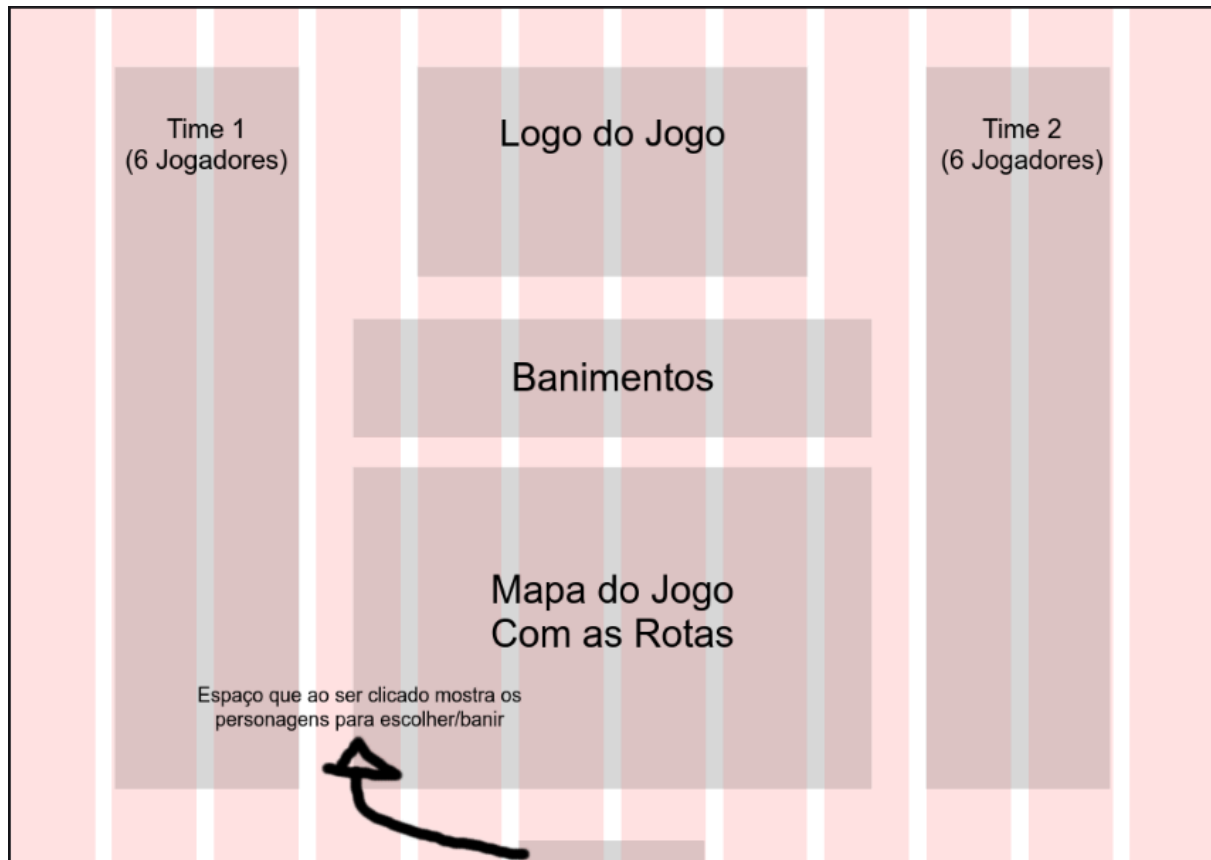 Time 1
(6 Jogadores)
Logo do Jogo
Time 2
(6 Jogadores)
Banimentos
Mapa do Jogo
Com as Rotas
Espaço que ao ser clicado mostra os
personagens para escolher/banir